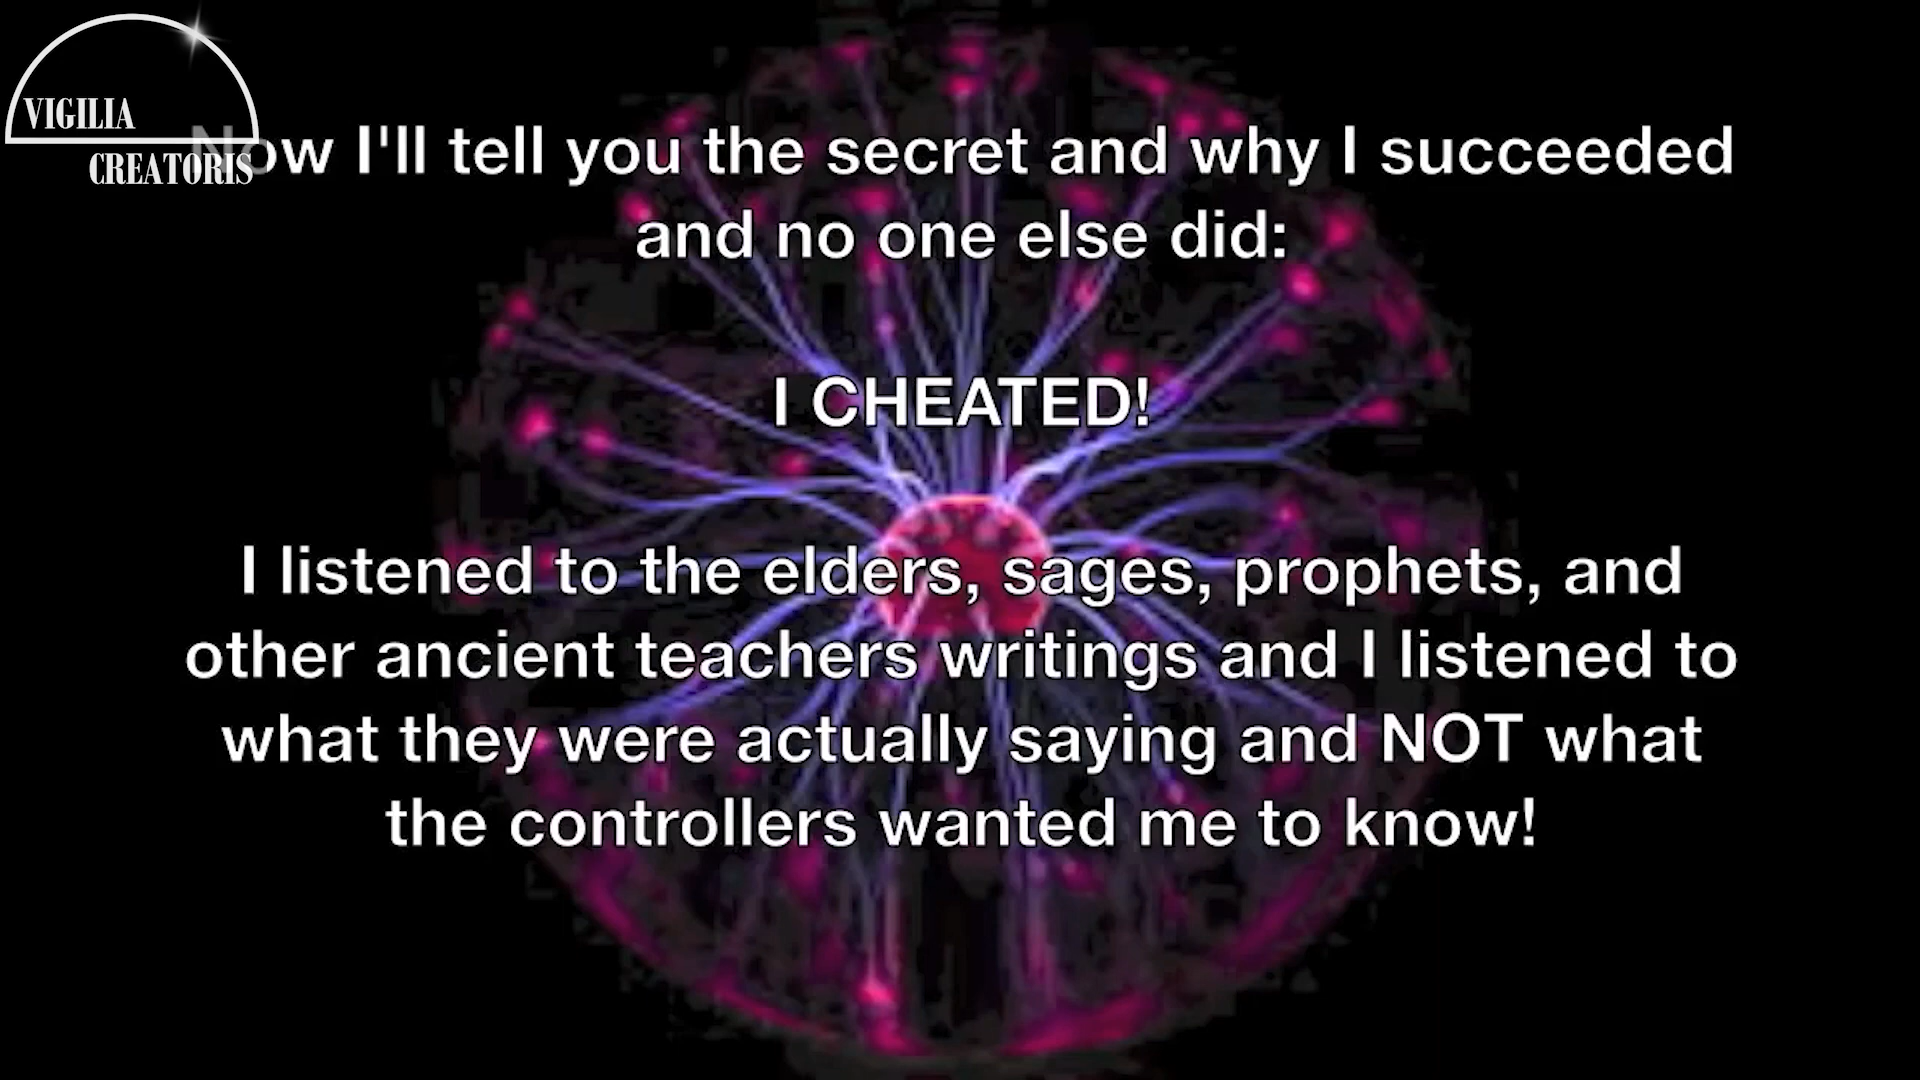 VIGILIA
CREATORIS
Now I'll tell you the secret and why I succeeded
and no one else did:
I CHEATED!
I listened to the elders, sages, prophets, and
other ancient teachers writings and I listened to
what they were actually saying and NOT what
the controllers wanted me to know!